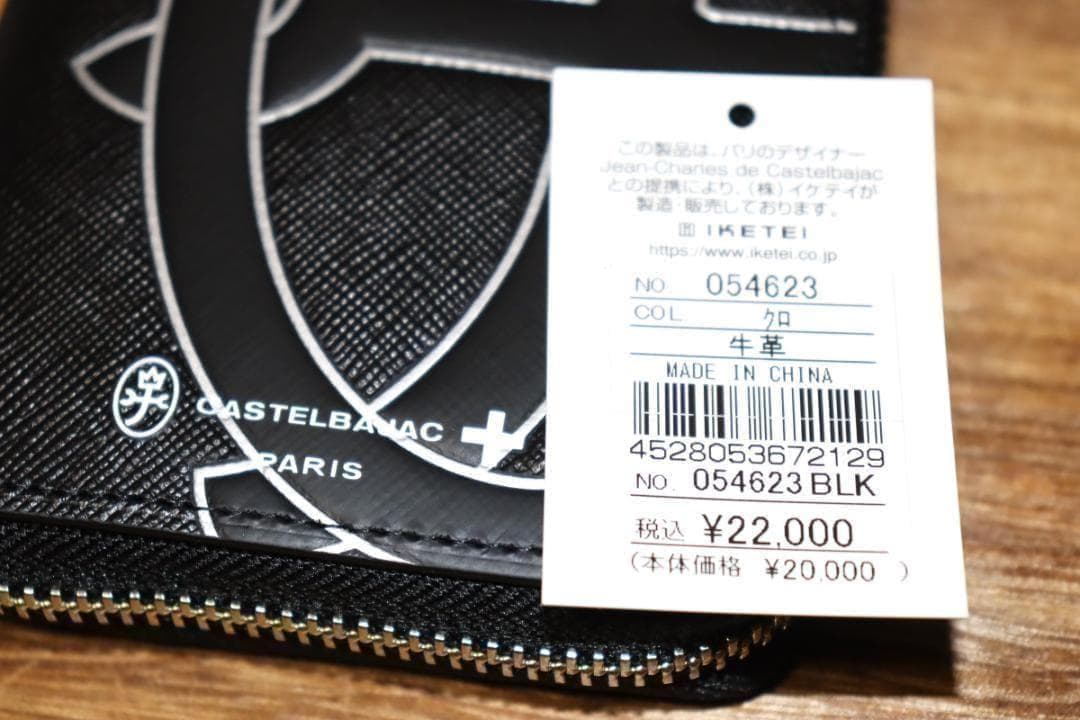 CASTELBAJAC
PARIS
この製品は、パリのデザイナー
Jean-Charles de Castelbajac
との提携により、(株)イケテイが
製造・販売しております。
IKETEI
https://www.iketei.co.jp
NO. 054623
COL クロ
牛革
MADE IN CHINA
4528053672129
NO. 054623BLK
税込 ¥22,000
(本体価格 ¥20,000 )